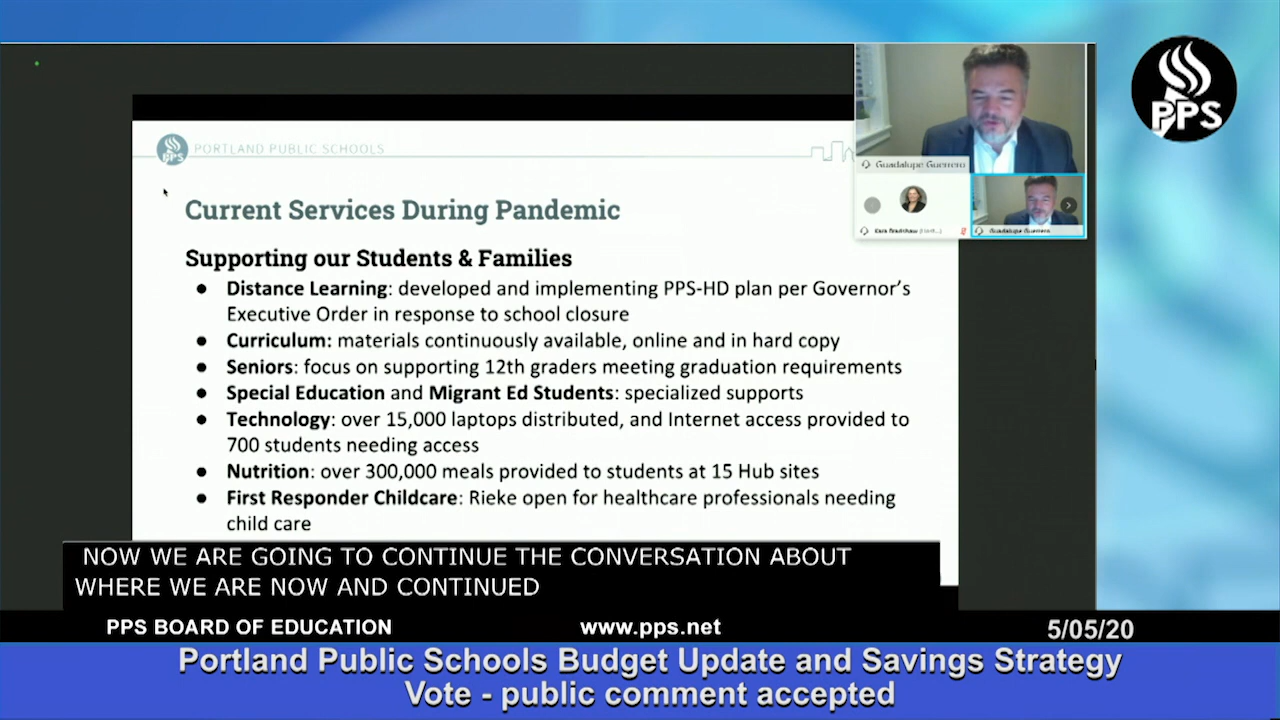 PPS
PORTLAND PUBLIC SCHOOLS
Guadalupe Guerrero
Guadalupe Guerrero
PPS
Current Services During Pandemic
Supporting our Students & Families
● Distance Learning: developed and implementing PPS-HD plan per Governor's
Executive Order in response to school closure
● Curriculum: materials continuously available, online and in hard copy
● Seniors: focus on supporting 12th graders meeting graduation requirements
● Special Education and Migrant Ed Students: specialized supports
● Technology: over 15,000 laptops distributed, and Internet access provided to
700 students needing access
● Nutrition: over 300,000 meals provided to students at 15 Hub sites
● First Responder Childcare: Rieke open for healthcare professionals needing
child care
NOW WE ARE GOING TO CONTINUE THE CONVERSATION ABOUT
WHERE WE ARE NOW AND CONTINUED
PPS BOARD OF EDUCATION www.pps.net 5/05/20
Portland Public Schools Budget Update and Savings Strategy
Vote - public comment accepted